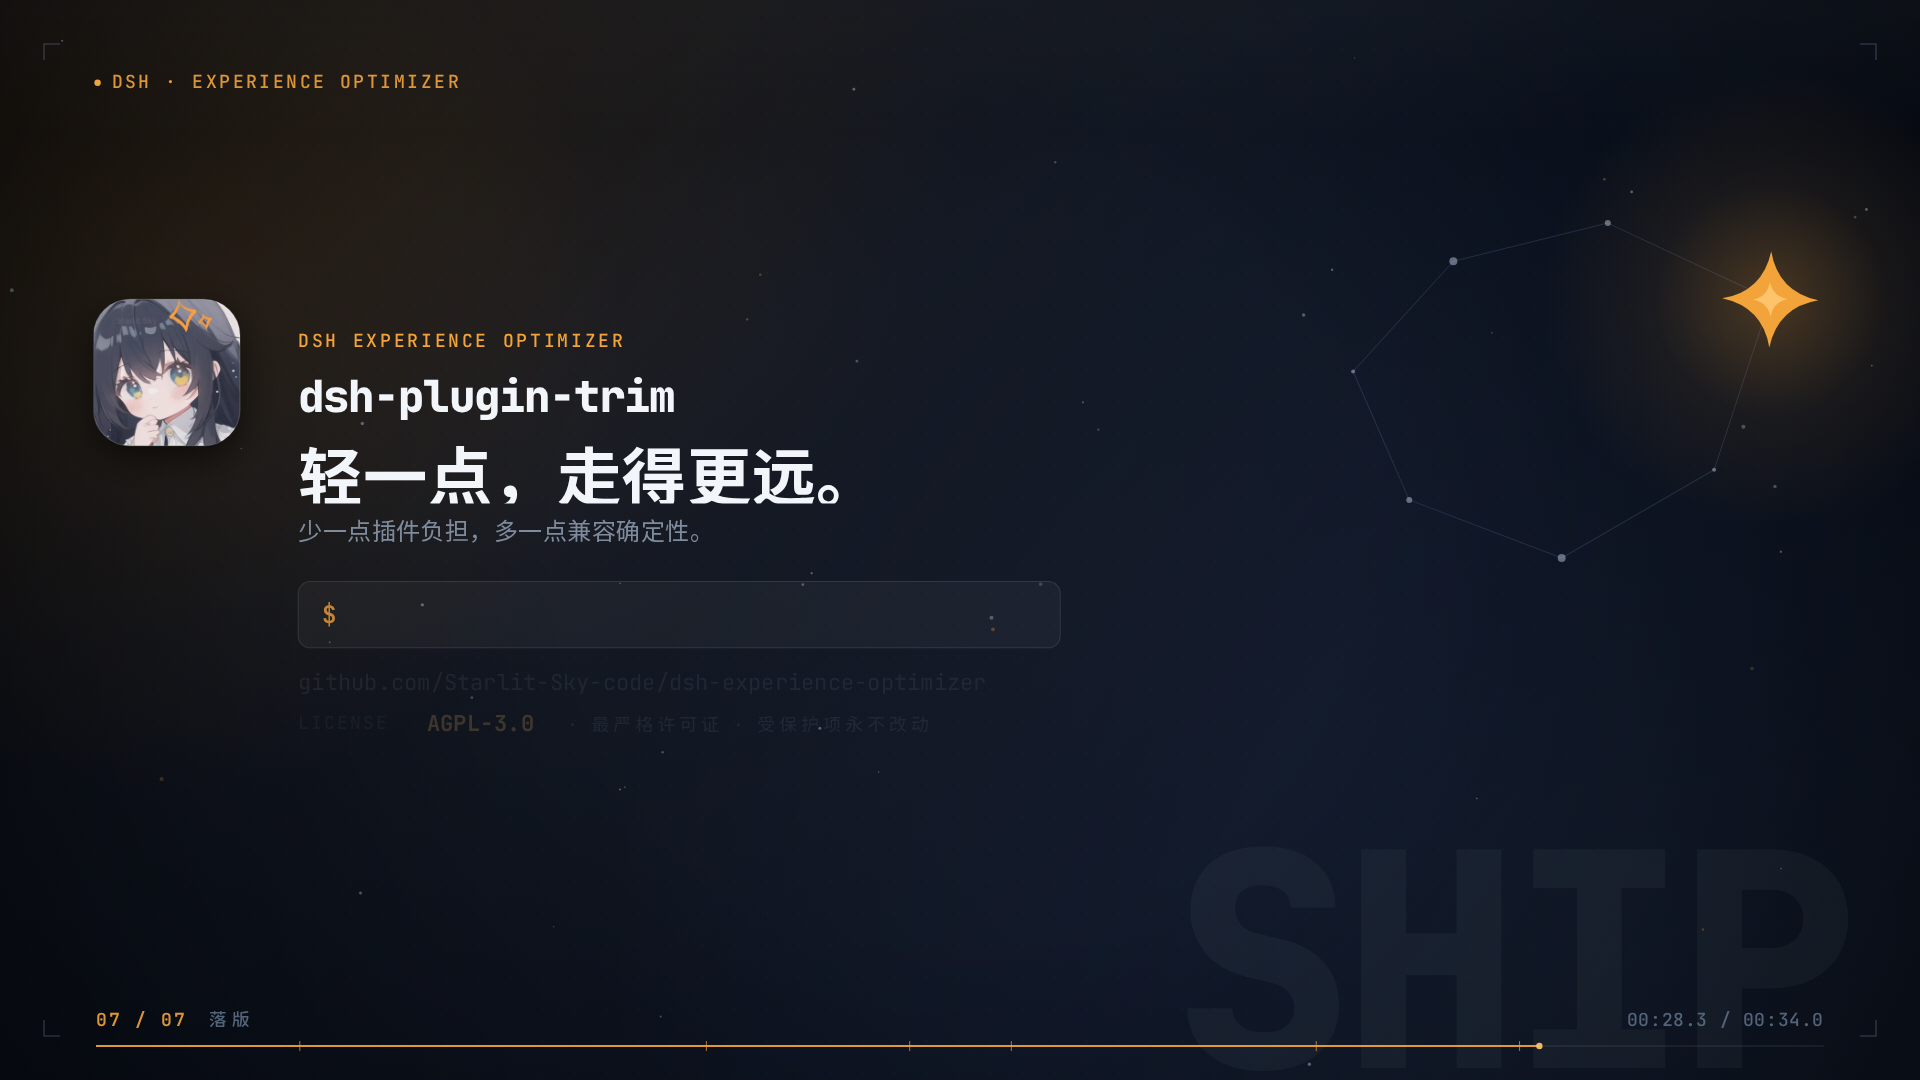 DSH · EXPERIENCE OPTIMIZER
DSH EXPERIENCE OPTIMIZER
dsh-plugin-trim
轻一点，走得更远。
少一点插件负担，多一点兼容确定性。
$
github.com/Starlit-Sky-code/dsh-experience-optimizer
LICENSE AGPL-3.0 · 最严格许可证 · 受保护项永不改动
SHIP
07 / 07 落版
00:28.3 / 00:34.0